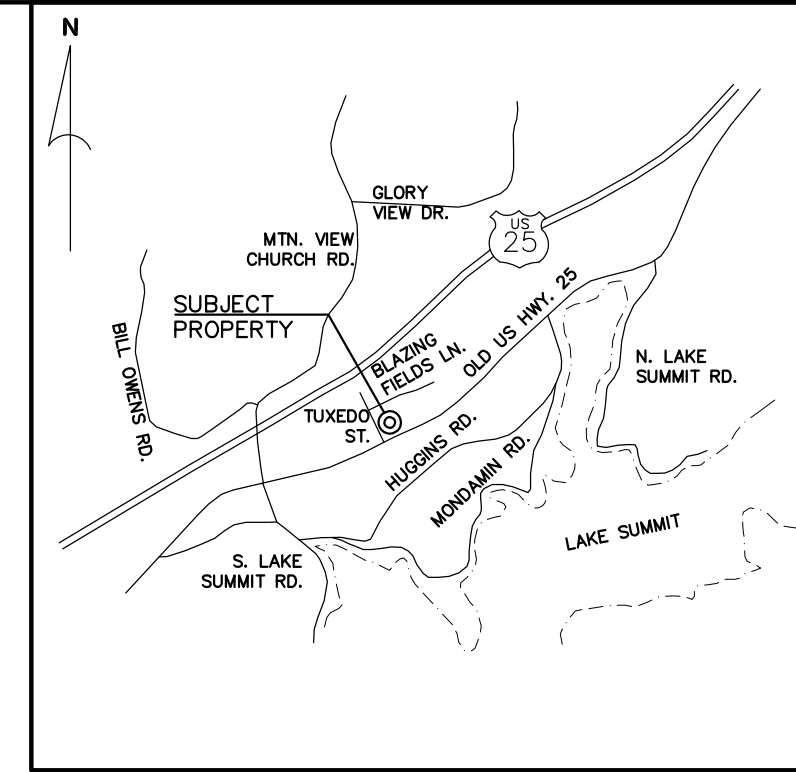 N
GLORY
VIEW DR.
US
25
MTN. VIEW
CHURCH RD.
SUBJECT
PROPERTY
BILL OWENS RD.
BLAZING
FIELDS LN.
OLD US HWY. 25
N. LAKE
SUMMIT RD.
TUXEDO
ST.
HUGGINS RD.
MONDAMIN RD.
LAKE SUMMIT
S. LAKE
SUMMIT RD.